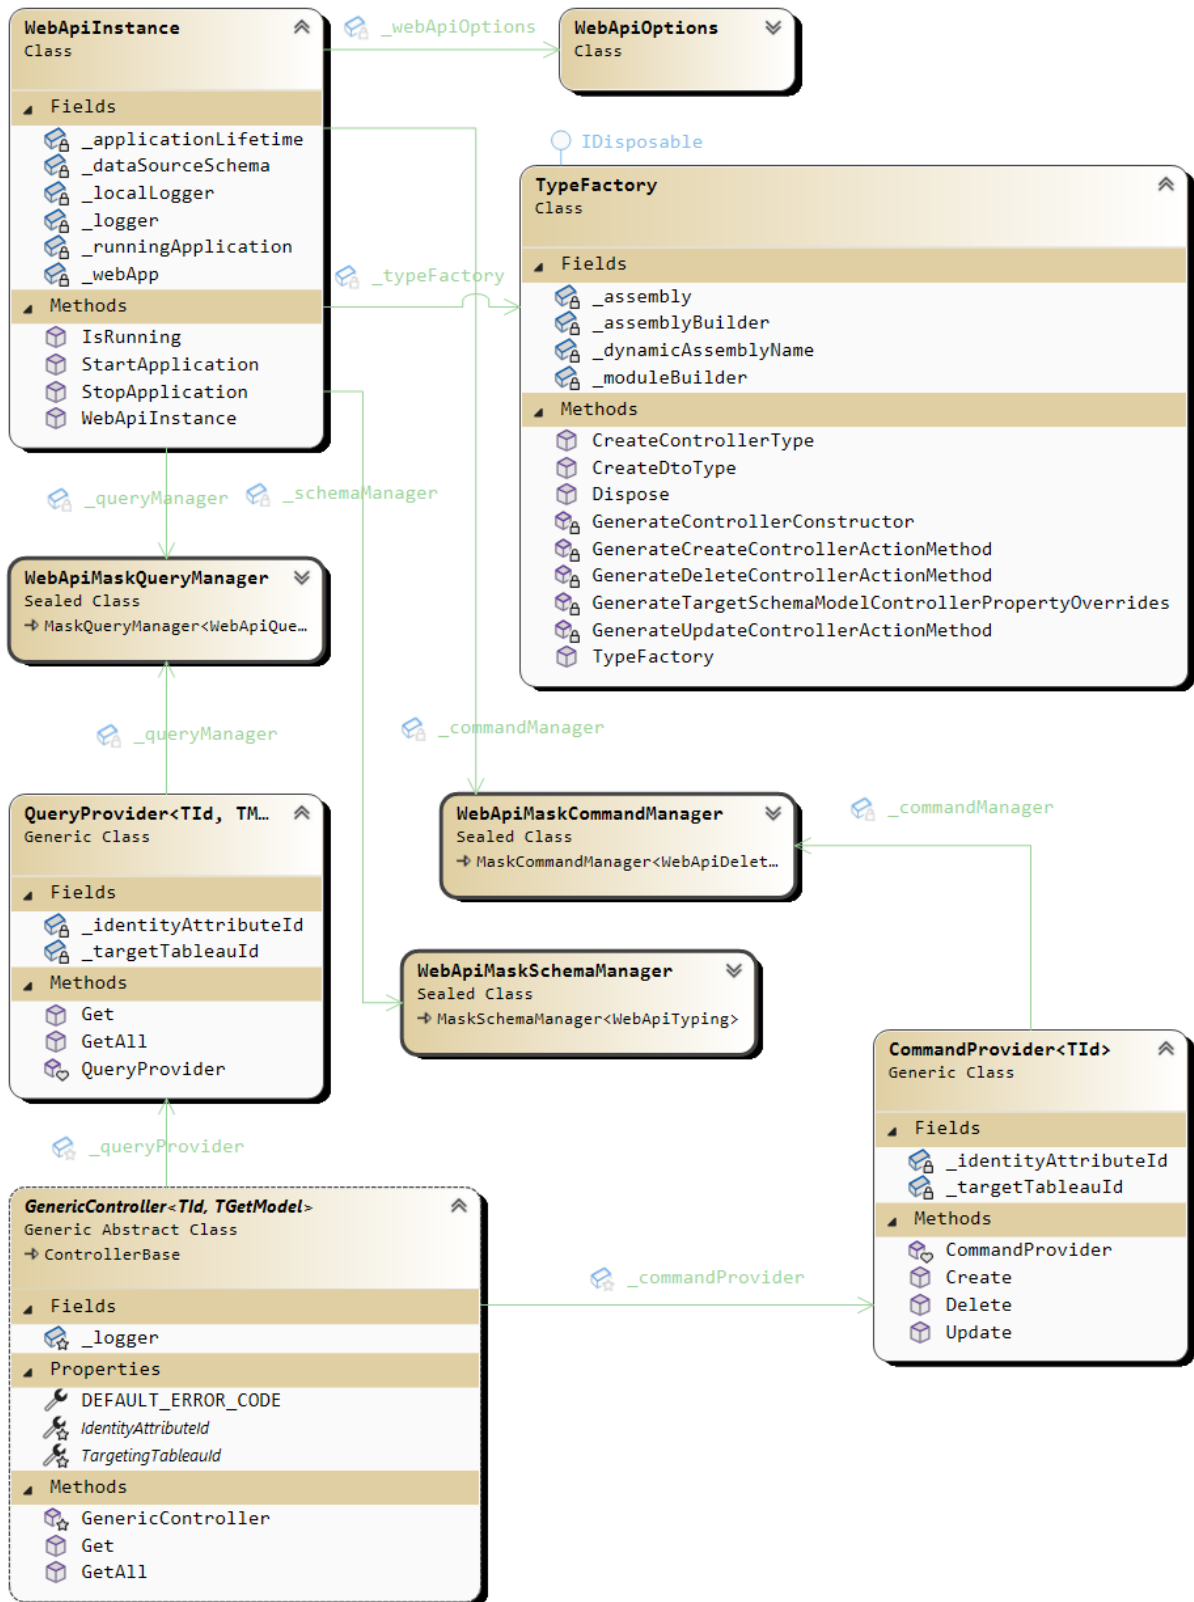 WebApiInstance
Class
Fields
_applicationLifetime
_dataSourceSchema
_localLogger
_logger
_runningApplication
_webApp
Methods
IsRunning
StartApplication
StopApplication
WebApiInstance
_webApiOptions
WebApiOptions
Class
IDisposable
TypeFactory
Class
Fields
_assembly
_assemblyBuilder
_dynamicAssemblyName
_moduleBuilder
Methods
CreateControllerType
CreateDtoType
Dispose
GenerateControllerConstructor
GenerateCreateControllerActionMethod
GenerateDeleteControllerActionMethod
GenerateTargetSchemaModelControllerPropertyOverrides
GenerateUpdateControllerActionMethod
TypeFactory
_typeFactory
_queryManager
_schemaManager
WebApiMaskQueryManager
Sealed Class
MaskQueryManager<WebApiQue…
_queryManager
_commandManager
QueryProvider<TId, TM…
Generic Class
Fields
_identityAttributeId
_targetTableauId
Methods
Get
GetAll
QueryProvider
WebApiMaskCommandManager
Sealed Class
MaskCommandManager<WebApiDelet…
_commandManager
WebApiMaskSchemaManager
Sealed Class
MaskSchemaManager<WebApiTyping>
CommandProvider<TId>
Generic Class
Fields
_identityAttributeId
_targetTableauId
Methods
CommandProvider
Create
Delete
Update
_queryProvider
GenericController<TId, TGetModel>
Generic Abstract Class
ControllerBase
Fields
_logger
Properties
DEFAULT_ERROR_CODE
IdentityAttributeId
TargetingTableauId
Methods
GenericController
Get
GetAll
_commandProvider